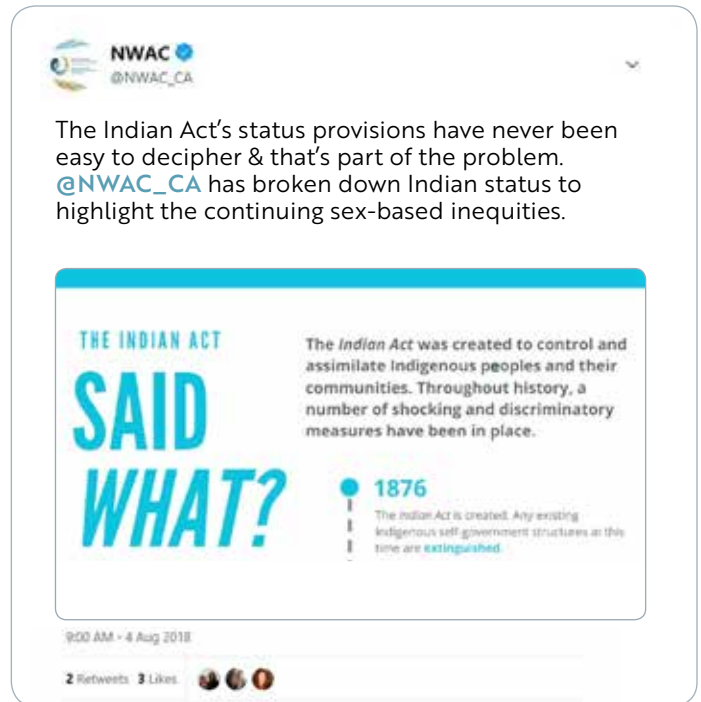 NWAC
@NWAC_CA
The Indian Act's status provisions have never been
easy to decipher & that's part of the problem.
@NWAC_CA has broken down Indian status to
highlight the continuing sex-based inequities.
THE INDIAN ACT
SAID
WHAT?
The Indian Act was created to control and
assimilate Indigenous peoples and their
communities. Throughout history, a
number of shocking and discriminatory
measures have been in place.
1876
The Indian Act is created. Any existing
Indigenous self-government structures at this
time are extinguished.
9:00 AM - 4 Aug 2018
2 Retweets 3 Likes